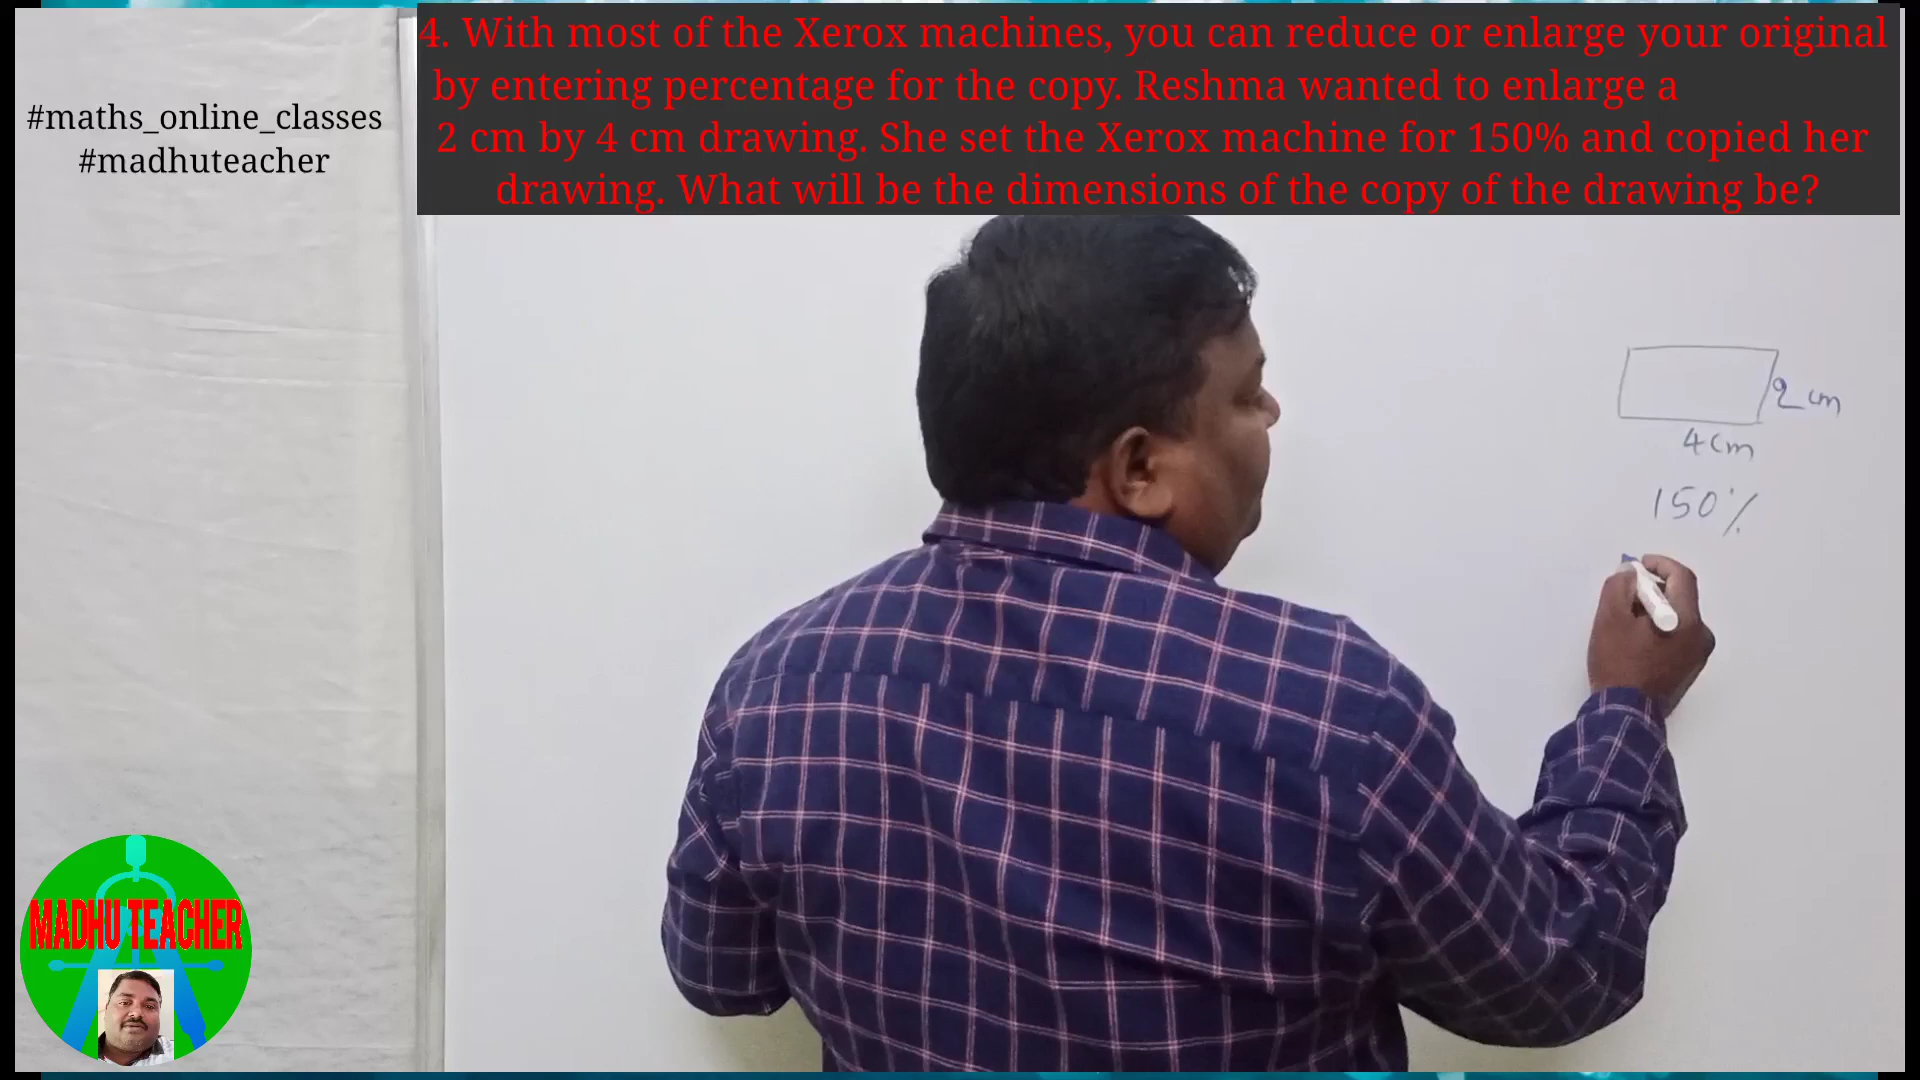 4. With most of the Xerox machines, you can reduce or enlarge your original
by entering percentage for the copy. Reshma wanted to enlarge a
2 cm by 4 cm drawing. She set the Xerox machine for 150% and copied her
drawing. What will be the dimensions of the copy of the drawing be?
#maths_online_classes
#madhuteacher
2 cm
4 cm
150%
MADHU TEACHER